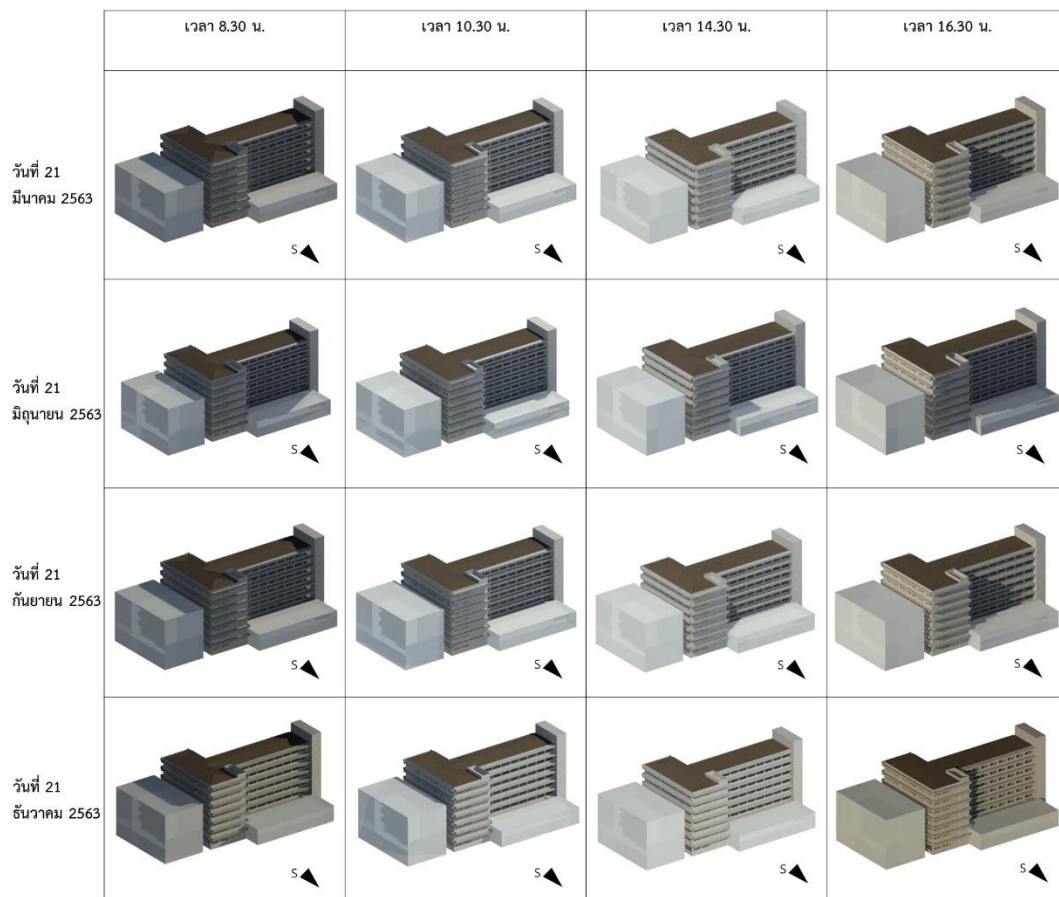 เวลา 8.30 น.
เวลา 10.30 น.
เวลา 14.30 น.
เวลา 16.30 น.
วันที่ 21
มีนาคม 2563
S
S
S
S
วันที่ 21
มิถุนายน 2563
S
S
S
S
วันที่ 21
กันยายน 2563
S
S
S
S
วันที่ 21
ธันวาคม 2563
S
S
S
S